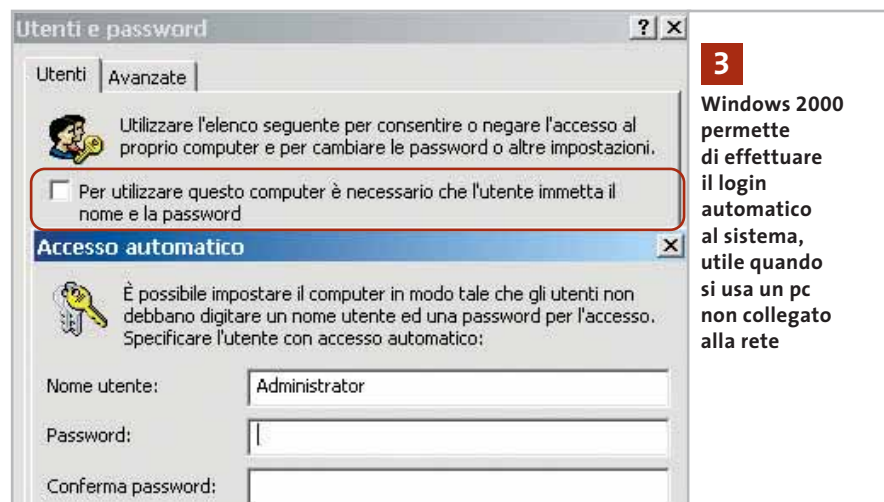 Utenti e password
? ×
Utenti
Avanzate
Utilizzare l'elenco seguente per consentire o negare l'accesso al
proprio computer e per cambiare le password o altre impostazioni.
Per utilizzare questo computer è necessario che l'utente immetta il
nome e la password
Accesso automatico
×
È possibile impostare il computer in modo tale che gli utenti non
debbano digitare un nome utente ed una password per l'accesso.
Specificare l'utente con accesso automatico:
Nome utente:
Administrator
Password:
Conferma password:
3
Windows 2000
permette
di effettuare
il login
automatico
al sistema,
utile quando
si usa un pc
non collegato
alla rete